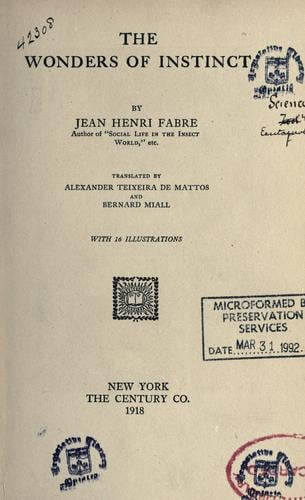 42308
THE
WONDERS OF INSTINCT
BY
JEAN HENRI FABRE
Author of "Social Life in the Insect
World," etc.
TRANSLATED BY
ALEXANDER TEIXEIRA DE MATTOS
AND
BERNARD MIALL
WITH 16 ILLUSTRATIONS
Science
MICROFORMED B
PRESERVATION
SERVICES
DATE MAR 31 1992
NEW YORK
THE CENTURY CO.
1918